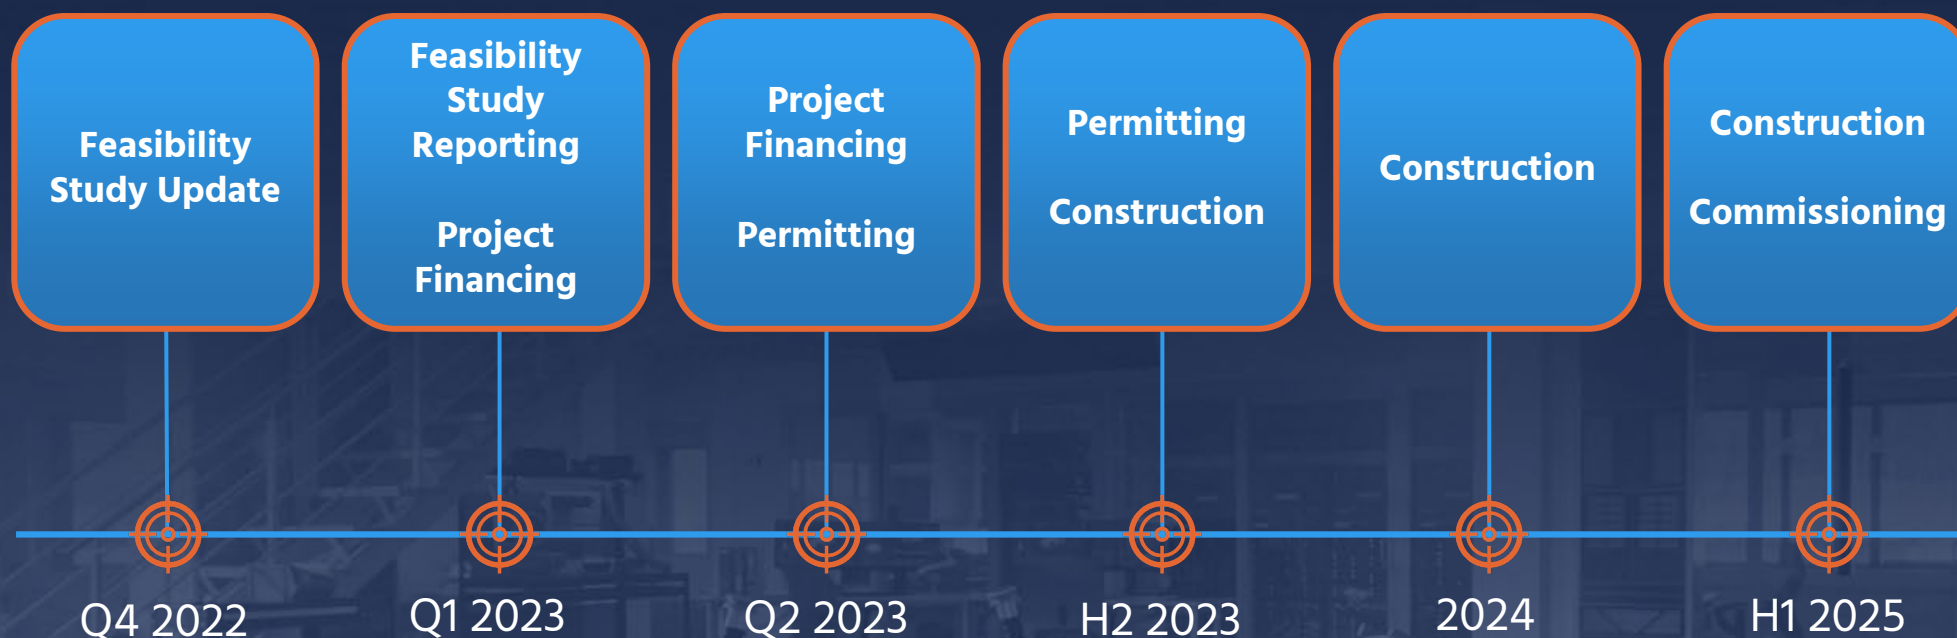 Feasibility
Study Update
Feasibility
Study
Reporting
Project
Financing
Project
Financing
Permitting
Permitting
Construction
Construction
Construction
Commissioning
Q4 2022
Q1 2023
Q2 2023
H2 2023
2024
H1 2025